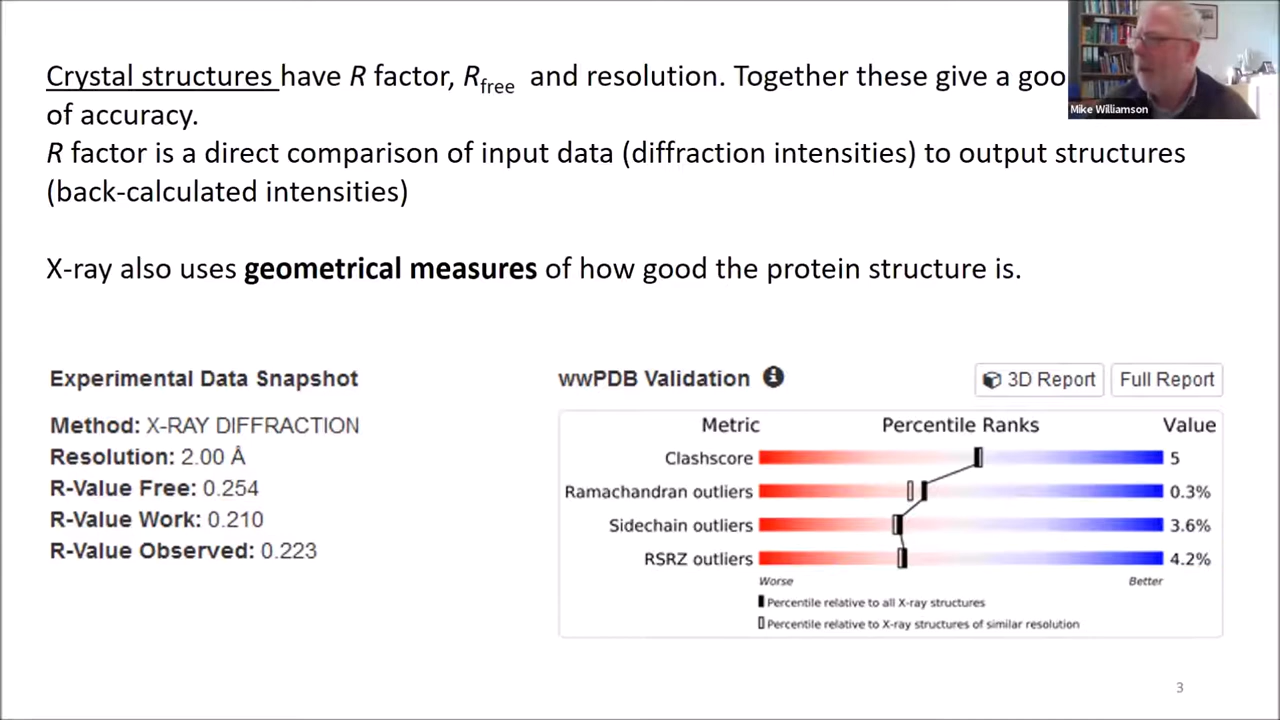 Crystal structures have R factor, Rfree and resolution. Together these give a goo
of accuracy.
R factor is a direct comparison of input data (diffraction intensities) to output structures
(back-calculated intensities)
X-ray also uses geometrical measures of how good the protein structure is.
Mike Williamson
Experimental Data Snapshot
Method: X-RAY DIFFRACTION
Resolution: 2.00 Å
R-Value Free: 0.254
R-Value Work: 0.210
R-Value Observed: 0.223
wwPDB Validation
3D Report
Full Report
Metric Percentile Ranks Value
Clashscore 5
Ramachandran outliers 0.3%
Sidechain outliers 3.6%
RSRZ outliers 4.2%
Worse Better
Percentile relative to all X-ray structures
Percentile relative to X-ray structures of similar resolution
3